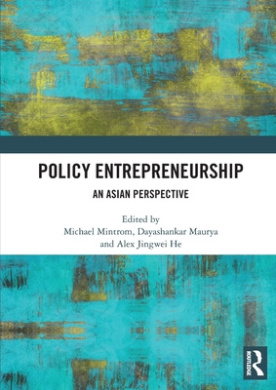 POLICY ENTREPRENEURSHIP
AN ASIAN PERSPECTIVE
Edited by
Michael Mintrom, Dayashankar Maurya
and Alex Jingwei He
ROUTLEDGE